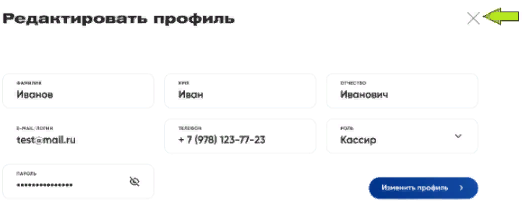 Редактировать профиль
ФАМИЛИЯ
Иванов
ИМЯ
Иван
ОТЧЕСТВО
Иванович
E-MAIL/ЛОГИН
test@mail.ru
ТЕЛЕФОН
+ 7 (978) 123-77-23
РОЛЬ
Кассир
ПАРОЛЬ
•••••••••••••••
Изменить профиль